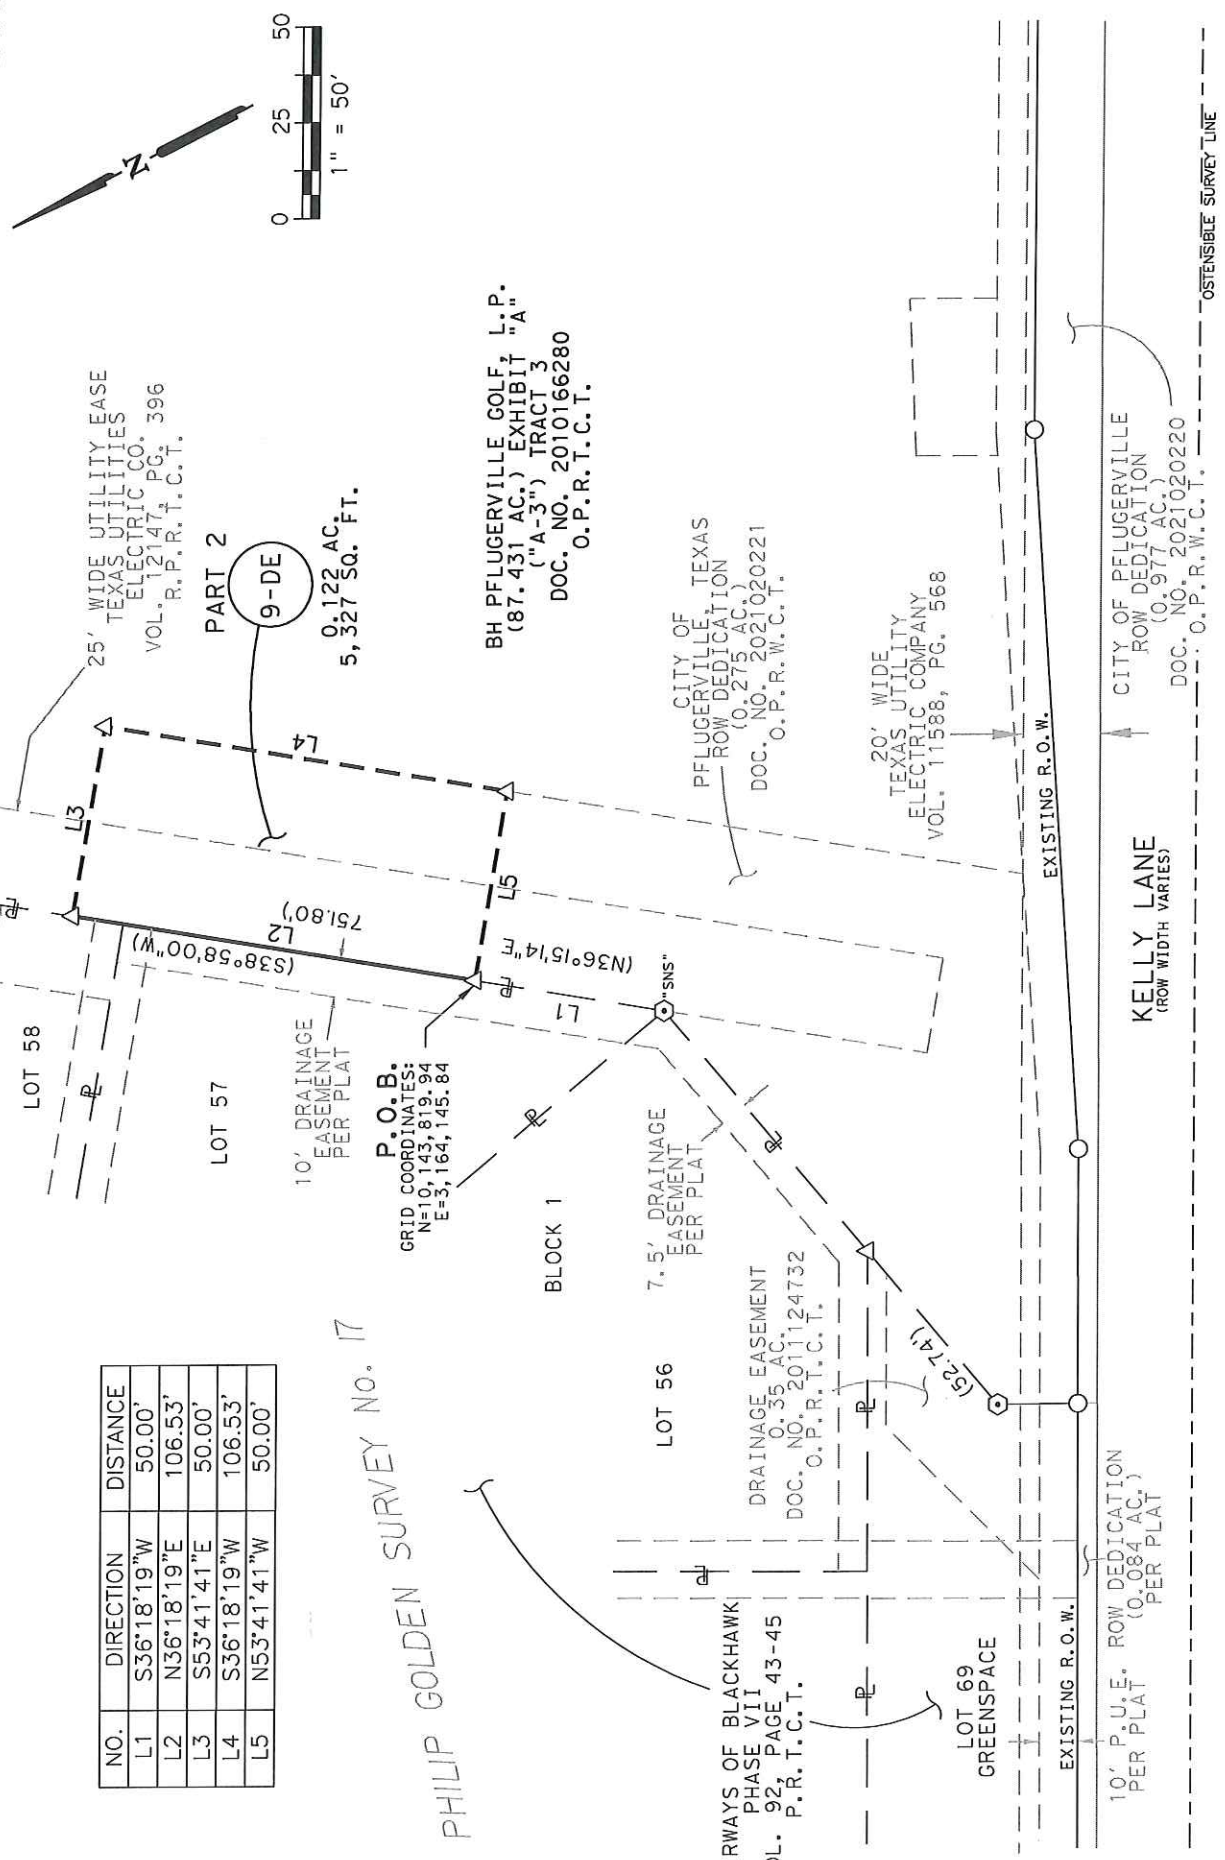 NO. DIRECTION DISTANCE
L1 S36°18'19"W 50.00'
L2 N36°18'19"E 106.53'
L3 S53°41'41"E 50.00'
L4 S36°18'19"W 106.53'
L5 N53°41'41"W 50.00'
PHILIP GOLDEN SURVEY NO. 17
LOT 58
LOT 57
10' DRAINAGE
EASEMENT
PER PLAT
P.O.B.
GRID COORDINATES:
N=10,143,819.94
E=3,164,145.84
BLOCK 1
25' WIDE UTILITY EASE
TEXAS UTILITIES
ELECTRIC CO.
VOL. 12147, PG. 396
R.P.R.T.C.T.
PART 2
9-DE
0.122 AC.
5,327 SQ. FT.
N
0 25 50
1" = 50'
L3
L4
L2
L5
L1
(S38°58'00"W)
751.80')
(N36°15'14"E
"SNS"
BH PFLUGERVILLE GOLF, L.P.
(87.431 AC.) EXHIBIT "A"
("A-3") TRACT 3
DOC. NO. 2010166280
O.P.R.T.C.T.
7.5' DRAINAGE
EASEMENT
PER PLAT
CITY OF
PFLUGERVILLE, TEXAS
ROW DEDICATION
(0.275 AC.)
DOC. NO. 2021020221
O.P.R.W.C.T.
LOT 56
DRAINAGE EASEMENT
0.35 AC.
DOC. NO. 2011124732
O.P.R.T.C.T.
(52.74')
20' WIDE
TEXAS UTILITY
ELECTRIC COMPANY
VOL. 11588, PG. 568
RWAYS OF BLACKHAWK
PHASE VII
OL. 92, PAGE 43-45
P.R.T.C.T.
LOT 69
GREENSPACE
EXISTING R.O.W.
EXISTING R.O.W.
10' P.U.E.
PER PLAT
ROW DEDICATION
(0.084 AC.)
PER PLAT
KELLY LANE
(ROW WIDTH VARIES)
CITY OF PFLUGERVILLE
ROW DEDICATION
(0.977 AC.)
DOC. NO. 2021020220
O.P.R.W.C.T.
OSTENSIBLE SURVEY LINE
PL
PL
PL
PL
PL
PL
PL
PL